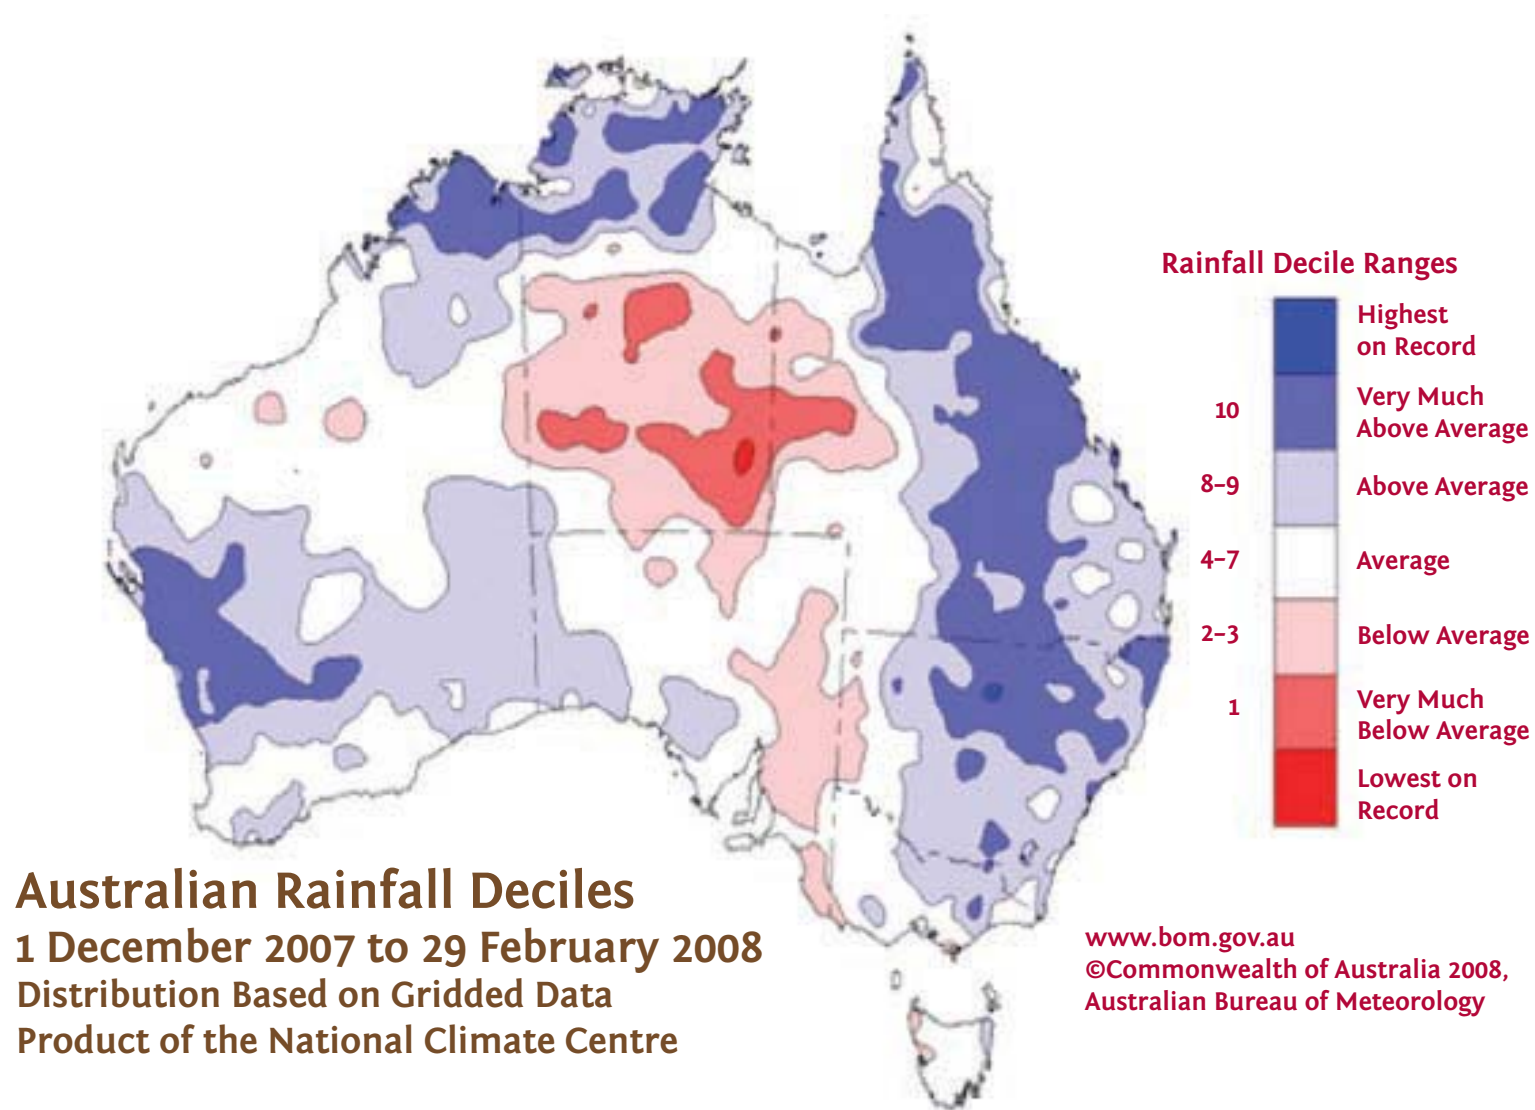 Rainfall Decile Ranges
Highest
on Record
10
Very Much
Above Average
8–9
Above Average
4–7
Average
2–3
Below Average
1
Very Much
Below Average
Lowest on
Record
Australian Rainfall Deciles
1 December 2007 to 29 February 2008
Distribution Based on Gridded Data
Product of the National Climate Centre
www.bom.gov.au
©Commonwealth of Australia 2008,
Australian Bureau of Meteorology